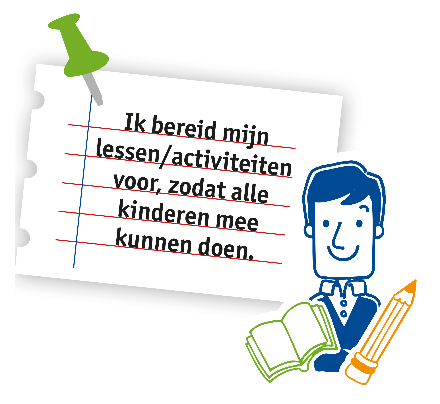 Ik bereid mijn
lessen/activiteiten
voor, zodat alle
kinderen mee
kunnen doen.